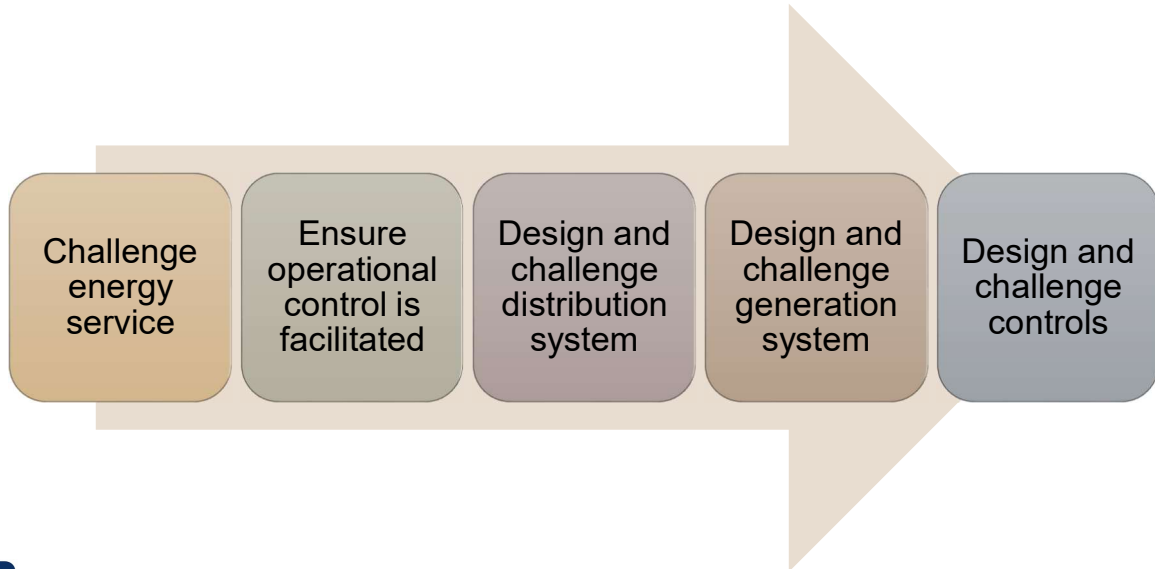 Challenge
energy
service
Ensure
operational
control is
facilitated
Design and
challenge
distribution
system
Design and
challenge
generation
system
Design and
challenge
controls